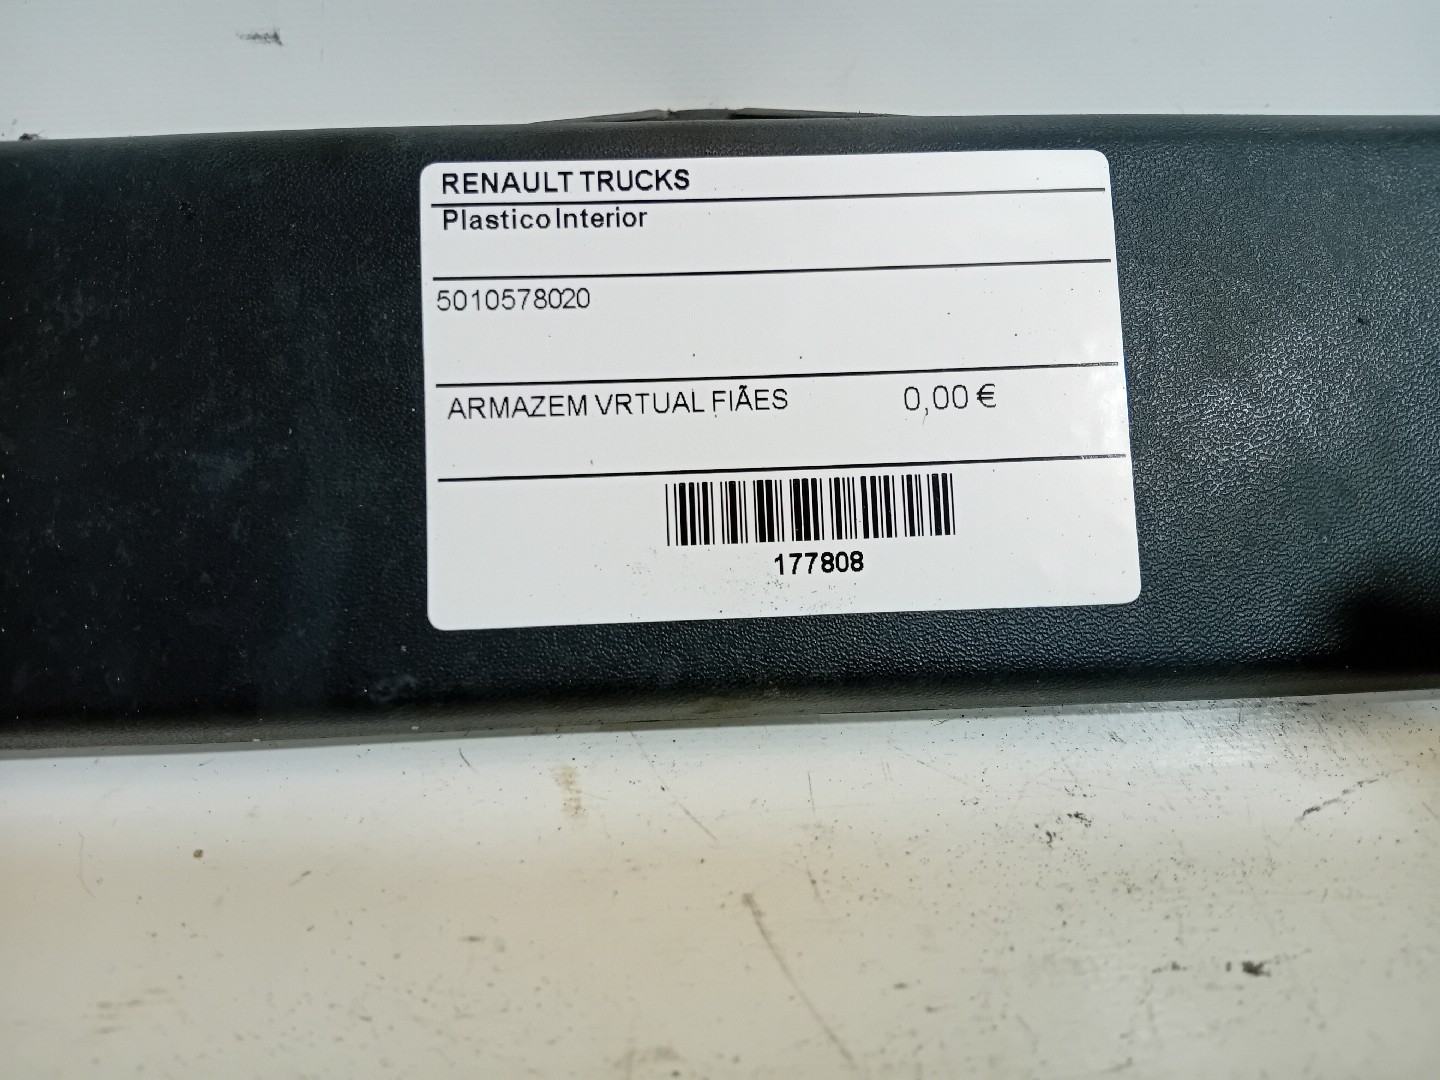 RENAULT TRUCKS
Plastico Interior
5010578020
ARMAZEM VRTUAL FIÃES 0,00 €
177808